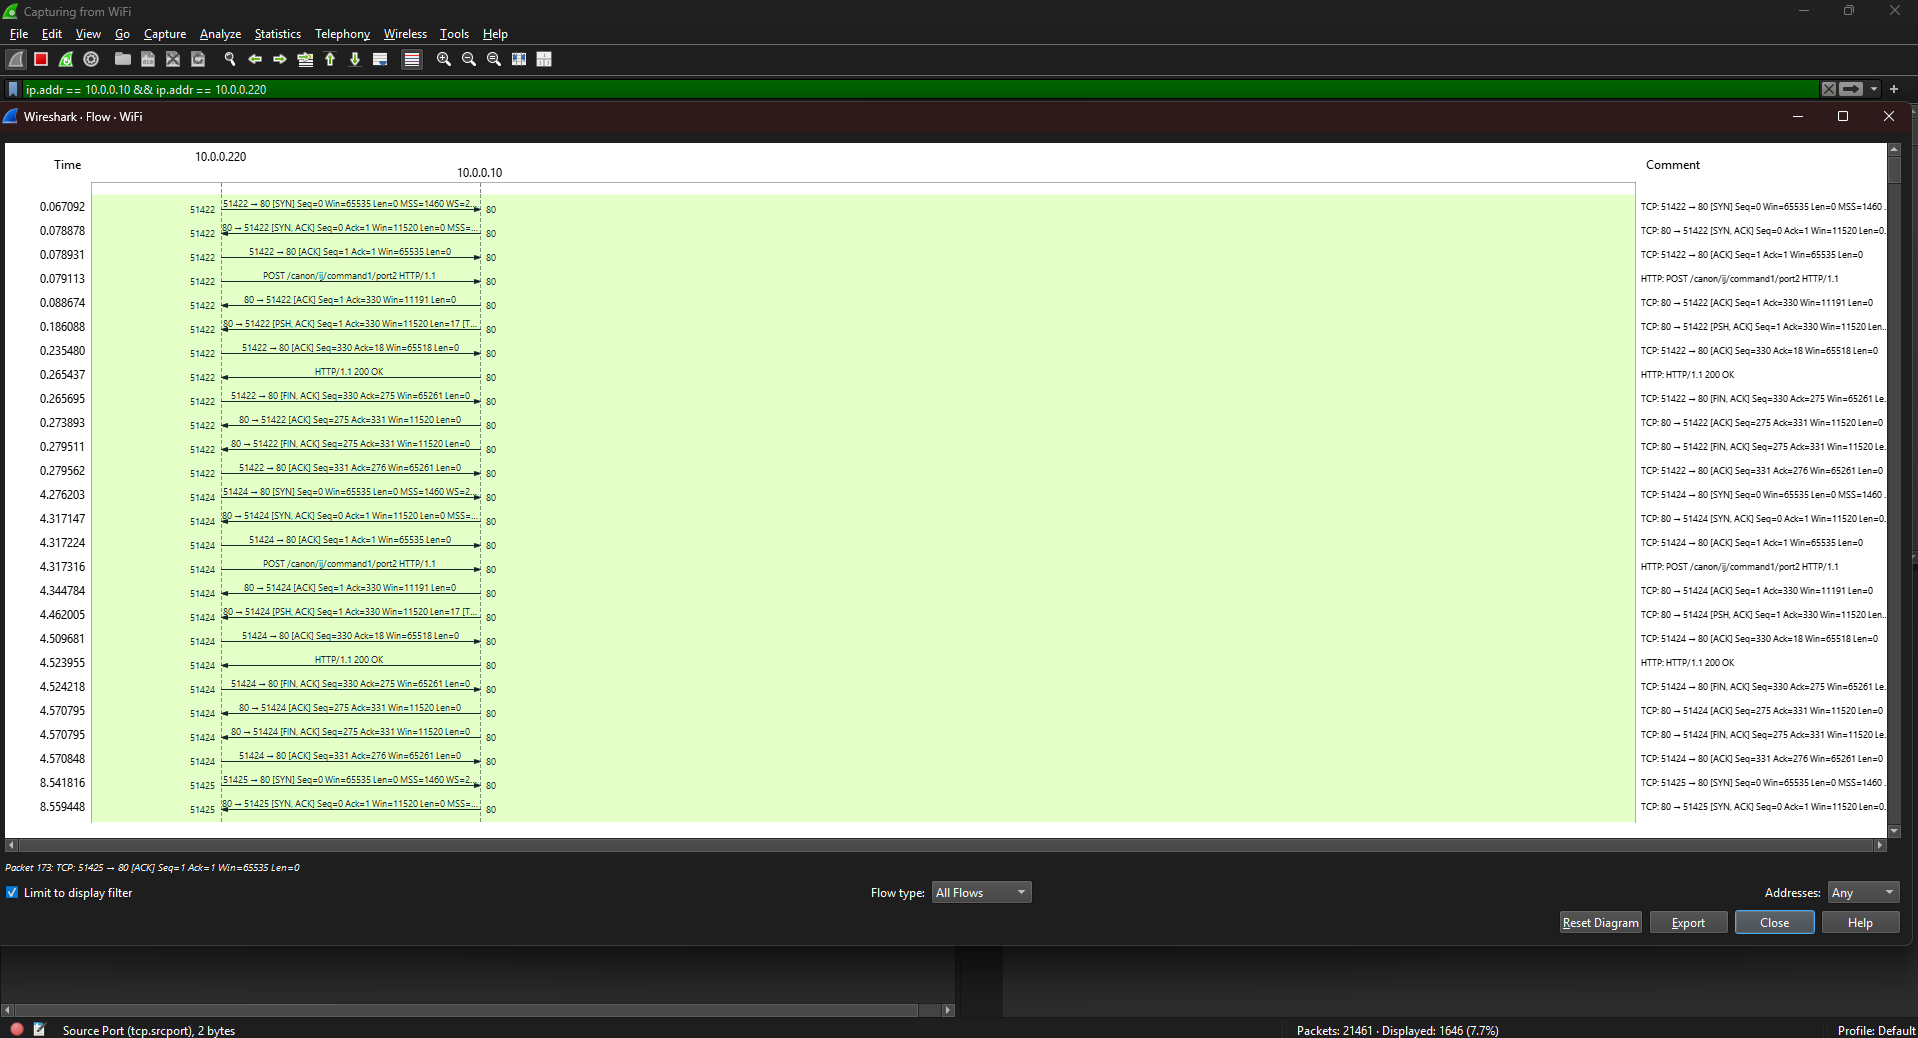 Capturing from WiFi
File Edit View Go Capture Analyze Statistics Telephony Wireless Tools Help
ip.addr == 10.0.0.10 && ip.addr == 10.0.0.220
Wireshark · Flow · WiFi
Time 10.0.0.220 10.0.0.10 Comment
0.067092 51422 51422 → 80 [SYN] Seq=0 Win=65535 Len=0 MSS=1460 WS=2... 80 TCP: 51422 → 80 [SYN] Seq=0 Win=65535 Len=0 MSS=1460 .
0.078878 51422 80 → 51422 [SYN, ACK] Seq=0 Ack=1 Win=11520 Len=0 MSS=... 80 TCP: 80 → 51422 [SYN, ACK] Seq=0 Ack=1 Win=11520 Len=0.
0.078931 51422 51422 → 80 [ACK] Seq=1 Ack=1 Win=65535 Len=0 80 TCP: 51422 → 80 [ACK] Seq=1 Ack=1 Win=65535 Len=0
0.079113 51422 POST /canon/ij/command1/port2 HTTP/1.1 80 HTTP: POST /canon/ij/command1/port2 HTTP/1.1
0.088674 51422 80 → 51422 [ACK] Seq=1 Ack=330 Win=11191 Len=0 80 TCP: 80 → 51422 [ACK] Seq=1 Ack=330 Win=11191 Len=0
0.186088 51422 80 → 51422 [PSH, ACK] Seq=1 Ack=330 Win=11520 Len=17 [T... 80 TCP: 80 → 51422 [PSH, ACK] Seq=1 Ack=330 Win=11520 Len..
0.235480 51422 51422 → 80 [ACK] Seq=330 Ack=18 Win=65518 Len=0 80 TCP: 51422 → 80 [ACK] Seq=330 Ack=18 Win=65518 Len=0
0.265437 51422 HTTP/1.1 200 OK 80 HTTP: HTTP/1.1 200 OK
0.265695 51422 51422 → 80 [FIN, ACK] Seq=330 Ack=275 Win=65261 Len=0 80 TCP: 51422 → 80 [FIN, ACK] Seq=330 Ack=275 Win=65261 Le.
0.273893 51422 80 → 51422 [ACK] Seq=275 Ack=331 Win=11520 Len=0 80 TCP: 80 → 51422 [ACK] Seq=275 Ack=331 Win=11520 Len=0
0.279511 51422 80 → 51422 [FIN, ACK] Seq=275 Ack=331 Win=11520 Len=0 80 TCP: 80 → 51422 [FIN, ACK] Seq=275 Ack=331 Win=11520 Le.
0.279562 51422 51422 → 80 [ACK] Seq=331 Ack=276 Win=65261 Len=0 80 TCP: 51422 → 80 [ACK] Seq=331 Ack=276 Win=65261 Len=0
4.276203 51424 51424 → 80 [SYN] Seq=0 Win=65535 Len=0 MSS=1460 WS=2... 80 TCP: 51424 → 80 [SYN] Seq=0 Win=65535 Len=0 MSS=1460 .
4.317147 51424 80 → 51424 [SYN, ACK] Seq=0 Ack=1 Win=11520 Len=0 MSS=... 80 TCP: 80 → 51424 [SYN, ACK] Seq=0 Ack=1 Win=11520 Len=0.
4.317224 51424 51424 → 80 [ACK] Seq=1 Ack=1 Win=65535 Len=0 80 TCP: 51424 → 80 [ACK] Seq=1 Ack=1 Win=65535 Len=0
4.317316 51424 POST /canon/ij/command1/port2 HTTP/1.1 80 HTTP: POST /canon/ij/command1/port2 HTTP/1.1
4.344784 51424 80 → 51424 [ACK] Seq=1 Ack=330 Win=11191 Len=0 80 TCP: 80 → 51424 [ACK] Seq=1 Ack=330 Win=11191 Len=0
4.462005 51424 80 → 51424 [PSH, ACK] Seq=1 Ack=330 Win=11520 Len=17 [T... 80 TCP: 80 → 51424 [PSH, ACK] Seq=1 Ack=330 Win=11520 Len..
4.509681 51424 51424 → 80 [ACK] Seq=330 Ack=18 Win=65518 Len=0 80 TCP: 51424 → 80 [ACK] Seq=330 Ack=18 Win=65518 Len=0
4.523955 51424 HTTP/1.1 200 OK 80 HTTP: HTTP/1.1 200 OK
4.524218 51424 51424 → 80 [FIN, ACK] Seq=330 Ack=275 Win=65261 Len=0 80 TCP: 51424 → 80 [FIN, ACK] Seq=330 Ack=275 Win=65261 Le.
4.570795 51424 80 → 51424 [ACK] Seq=275 Ack=331 Win=11520 Len=0 80 TCP: 80 → 51424 [ACK] Seq=275 Ack=331 Win=11520 Len=0
4.570795 51424 80 → 51424 [FIN, ACK] Seq=275 Ack=331 Win=11520 Len=0 80 TCP: 80 → 51424 [FIN, ACK] Seq=275 Ack=331 Win=11520 Le.
4.570848 51424 51424 → 80 [ACK] Seq=331 Ack=276 Win=65261 Len=0 80 TCP: 51424 → 80 [ACK] Seq=331 Ack=276 Win=65261 Len=0
8.541816 51425 51425 → 80 [SYN] Seq=0 Win=65535 Len=0 MSS=1460 WS=2... 80 TCP: 51425 → 80 [SYN] Seq=0 Win=65535 Len=0 MSS=1460 .
8.559448 51425 80 → 51425 [SYN, ACK] Seq=0 Ack=1 Win=11520 Len=0 MSS=... 80 TCP: 80 → 51425 [SYN, ACK] Seq=0 Ack=1 Win=11520 Len=0.
Packet 173: TCP: 51425 → 80 [ACK] Seq=1 Ack=1 Win=65535 Len=0
Limit to display filter Flow type: All Flows Addresses: Any
Reset Diagram Export Close Help
Source Port (tcp.srcport), 2 bytes Packets: 21461 · Displayed: 1646 (7.7%) Profile: Default